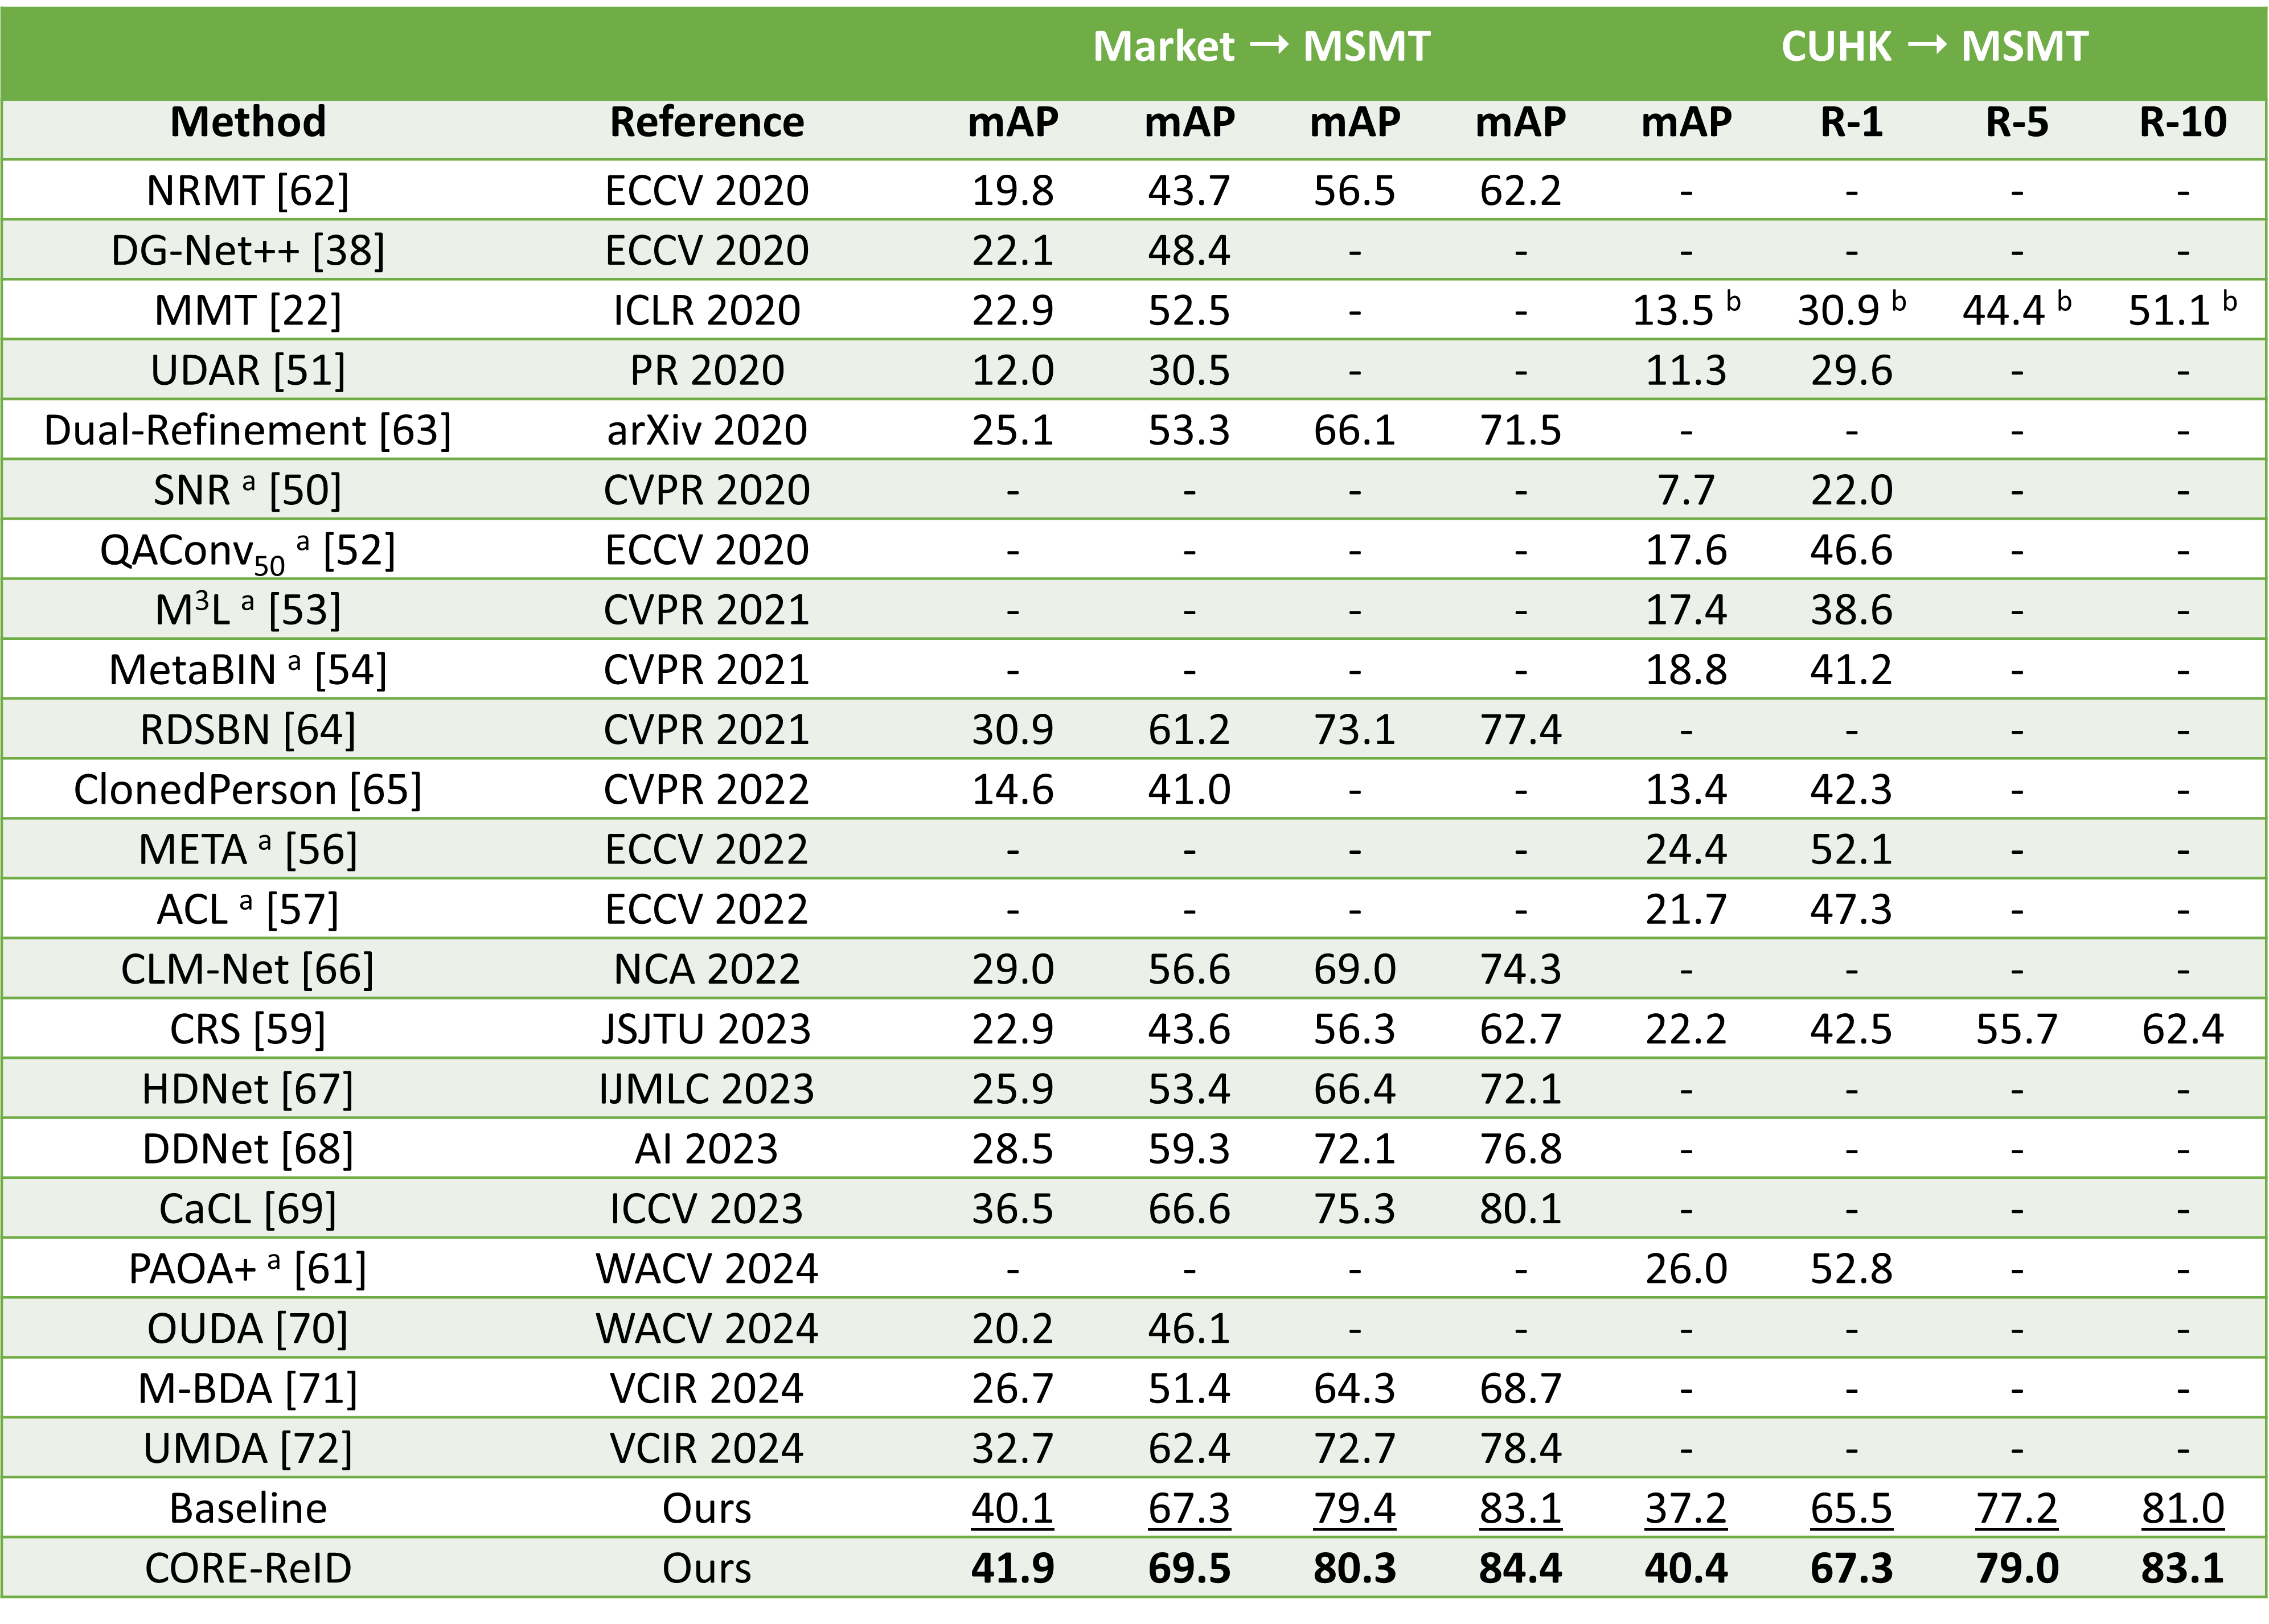 Market → MSMT CUHK → MSMT
Method Reference mAP mAP mAP mAP mAP R-1 R-5 R-10
NRMT [62] ECCV 2020 19.8 43.7 56.5 62.2 - - - -
DG-Net++ [38] ECCV 2020 22.1 48.4 - - - - - -
MMT [22] ICLR 2020 22.9 52.5 - - 13.5 b 30.9 b 44.4 b 51.1 b
UDAR [51] PR 2020 12.0 30.5 - - 11.3 29.6 - -
Dual-Refinement [63] arXiv 2020 25.1 53.3 66.1 71.5 - - - -
SNR a [50] CVPR 2020 - - - - 7.7 22.0 - -
QAConv50 a [52] ECCV 2020 - - - - 17.6 46.6 - -
M3L a [53] CVPR 2021 - - - - 17.4 38.6 - -
MetaBIN a [54] CVPR 2021 - - - - 18.8 41.2 - -
RDSBN [64] CVPR 2021 30.9 61.2 73.1 77.4 - - - -
ClonedPerson [65] CVPR 2022 14.6 41.0 - - 13.4 42.3 - -
META a [56] ECCV 2022 - - - - 24.4 52.1 - -
ACL a [57] ECCV 2022 - - - - 21.7 47.3 - -
CLM-Net [66] NCA 2022 29.0 56.6 69.0 74.3 - - - -
CRS [59] JSJTU 2023 22.9 43.6 56.3 62.7 22.2 42.5 55.7 62.4
HDNet [67] IJMLC 2023 25.9 53.4 66.4 72.1 - - - -
DDNet [68] AI 2023 28.5 59.3 72.1 76.8 - - - -
CaCL [69] ICCV 2023 36.5 66.6 75.3 80.1 - - - -
PAOA+ a [61] WACV 2024 - - - - 26.0 52.8 - -
OUDA [70] WACV 2024 20.2 46.1 - - - - - -
M-BDA [71] VCIR 2024 26.7 51.4 64.3 68.7 - - - -
UMDA [72] VCIR 2024 32.7 62.4 72.7 78.4 - - - -
Baseline Ours 40.1 67.3 79.4 83.1 37.2 65.5 77.2 81.0
CORE-ReID Ours 41.9 69.5 80.3 84.4 40.4 67.3 79.0 83.1